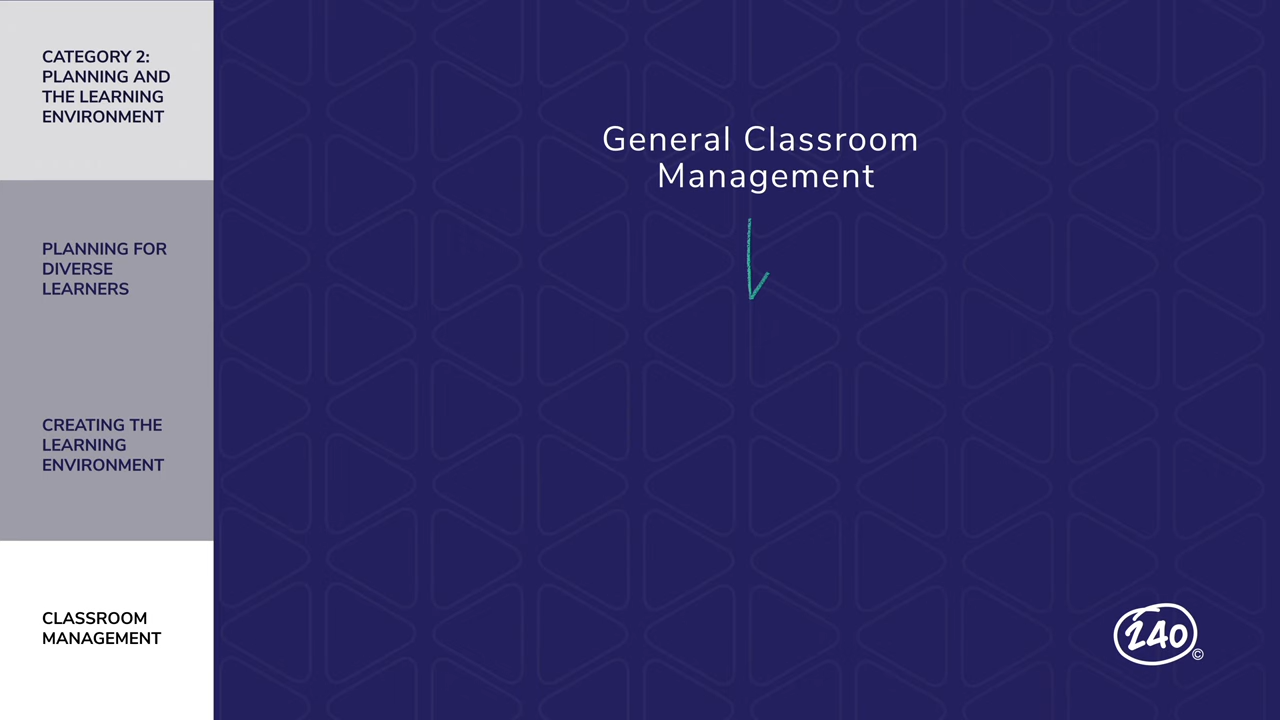 CATEGORY 2:
PLANNING AND
THE LEARNING
ENVIRONMENT
PLANNING FOR
DIVERSE
LEARNERS
CREATING THE
LEARNING
ENVIRONMENT
CLASSROOM
MANAGEMENT
General Classroom
Management
240
©